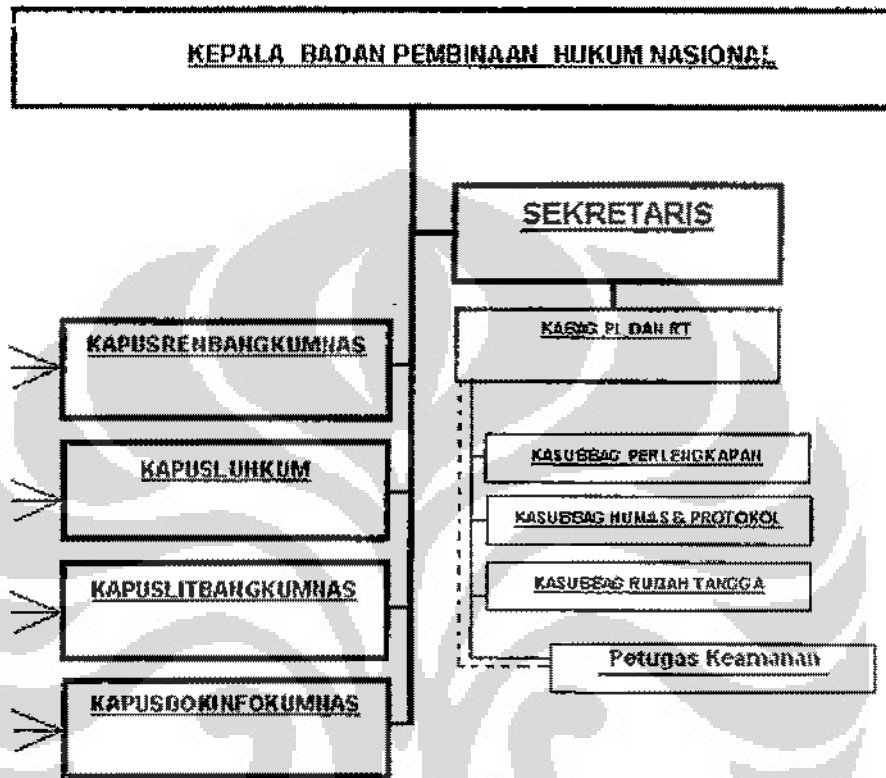 KEPALA BADAN PEMBINAAN HUKUM NASIONAL
SEKRETARIS
KABAG PL DAN RT
KAPUSRENBANGKUMNAS
KAPUSLUHKUM
KASUBBAG PERLENGKAPAN
KASUBBAG HUMAS & PROTOKOL
KAPUSLITBANGKUMNAS
KASUBBAG RUMAH TANGGA
Petugas Keamanan
KAPUSDOKINFOKUMNAS